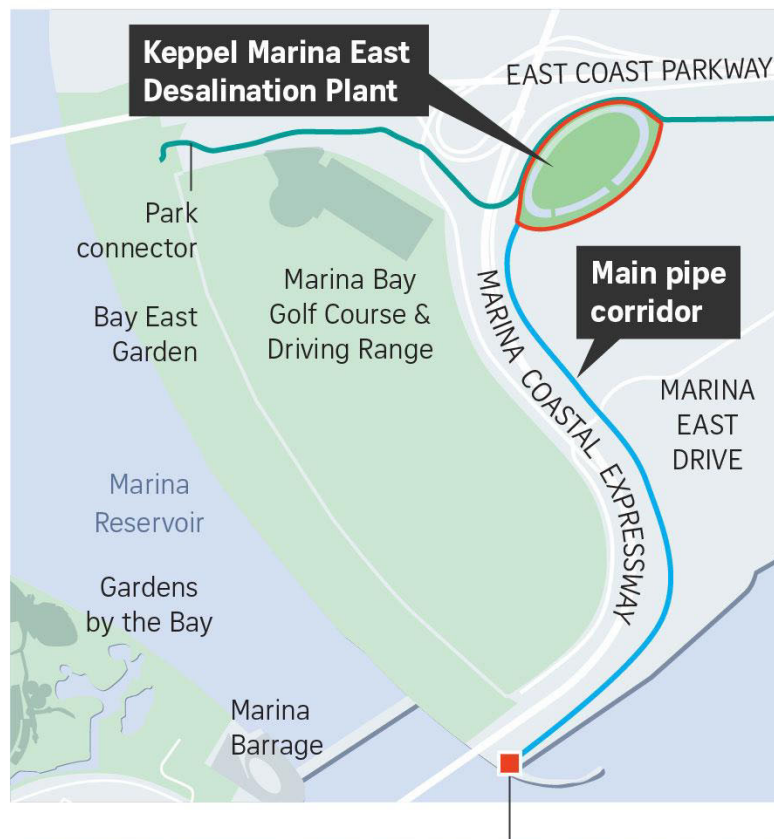 Keppel Marina East
Desalination Plant
EAST COAST PARKWAY
Park
connector
Marina Bay
Golf Course &
Driving Range
Main pipe
corridor
Bay East
Garden
MARINA COASTAL EXPRESSWAY
MARINA
EAST
DRIVE
Marina
Reservoir
Gardens
by the Bay
Marina
Barrage